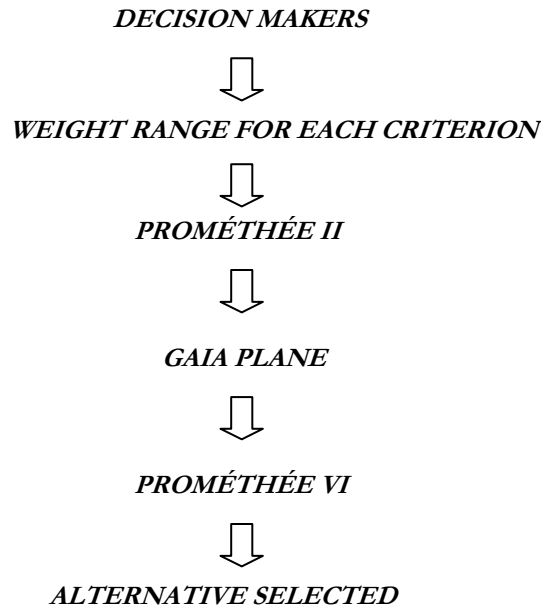 DECISION MAKERS
WEIGHT RANGE FOR EACH CRITERION
PROMÉTHÉE II
GAIA PLANE
PROMÉTHÉE VI
ALTERNATIVE SELECTED